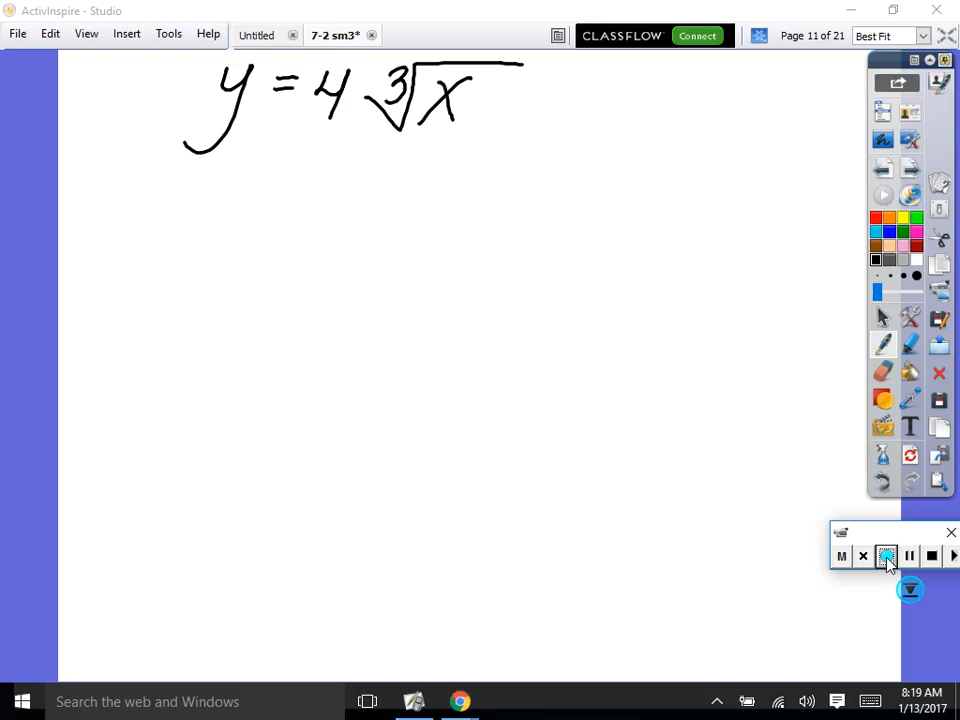 ActivInspire - Studio
File Edit View Insert Tools Help Untitled 7-2 sm3* CLASSFLOW Connect Page 11 of 21 Best Fit
y = 4 ∛x
T
M
Search the web and Windows
8:19 AM
1/13/2017